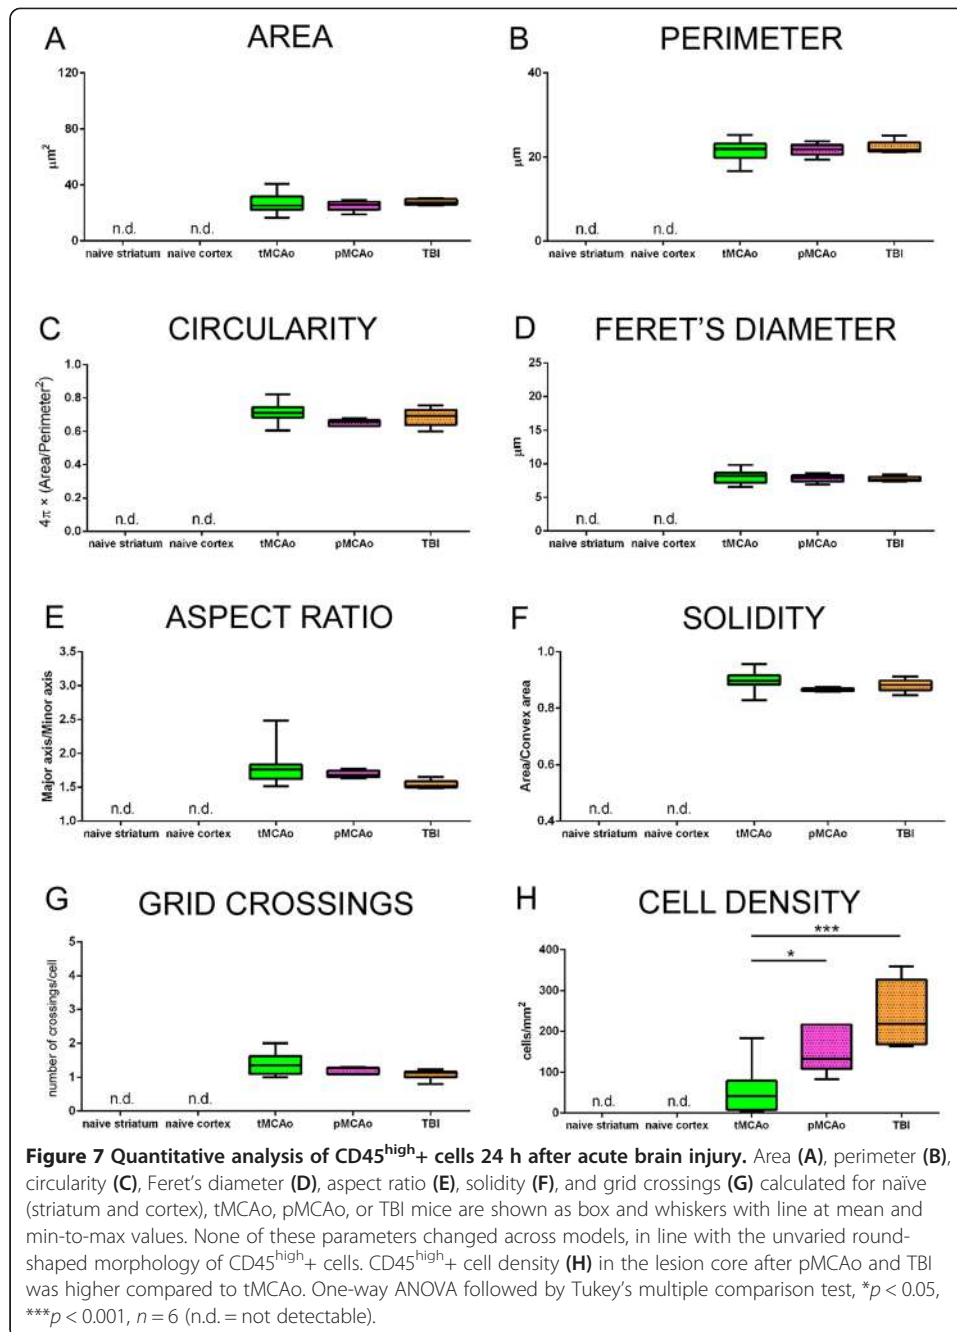 A AREA
120
80
40
0
μm²
n.d. n.d.
naive striatum naive cortex tMCAo pMCAo TBI
B PERIMETER
40
20
0
μm
n.d. n.d.
naive striatum naive cortex tMCAo pMCAo TBI
C CIRCULARITY
1.0
0.8
0.6
0.4
0.2
0.0
4π × (Area/Perimeter²)
n.d. n.d.
naive striatum naive cortex tMCAo pMCAo TBI
D FERET'S DIAMETER
25
20
15
10
5
0
μm
n.d. n.d.
naive striatum naive cortex tMCAo pMCAo TBI
E ASPECT RATIO
3.5
3.0
2.5
2.0
1.5
1.0
Major axis/Minor axis
n.d. n.d.
naive striatum naive cortex tMCAo pMCAo TBI
F SOLIDITY
1.0
0.8
0.6
0.4
Area/Convex area
n.d. n.d.
naive striatum naive cortex tMCAo pMCAo TBI
G GRID CROSSINGS
5
4
3
2
1
0
number of crossings/cell
n.d. n.d.
naive striatum naive cortex tMCAo pMCAo TBI
H CELL DENSITY
***
*
400
300
200
100
0
cells/mm²
n.d. n.d.
naive striatum naive cortex tMCAo pMCAo TBI
Figure 7 Quantitative analysis of CD45^high+ cells 24 h after acute brain injury. Area (A), perimeter (B),
circularity (C), Feret's diameter (D), aspect ratio (E), solidity (F), and grid crossings (G) calculated for naïve
(striatum and cortex), tMCAo, pMCAo, or TBI mice are shown as box and whiskers with line at mean and
min-to-max values. None of these parameters changed across models, in line with the unvaried round-
shaped morphology of CD45^high+ cells. CD45^high+ cell density (H) in the lesion core after pMCAo and TBI
was higher compared to tMCAo. One-way ANOVA followed by Tukey's multiple comparison test, *p < 0.05,
***p < 0.001, n = 6 (n.d. = not detectable).